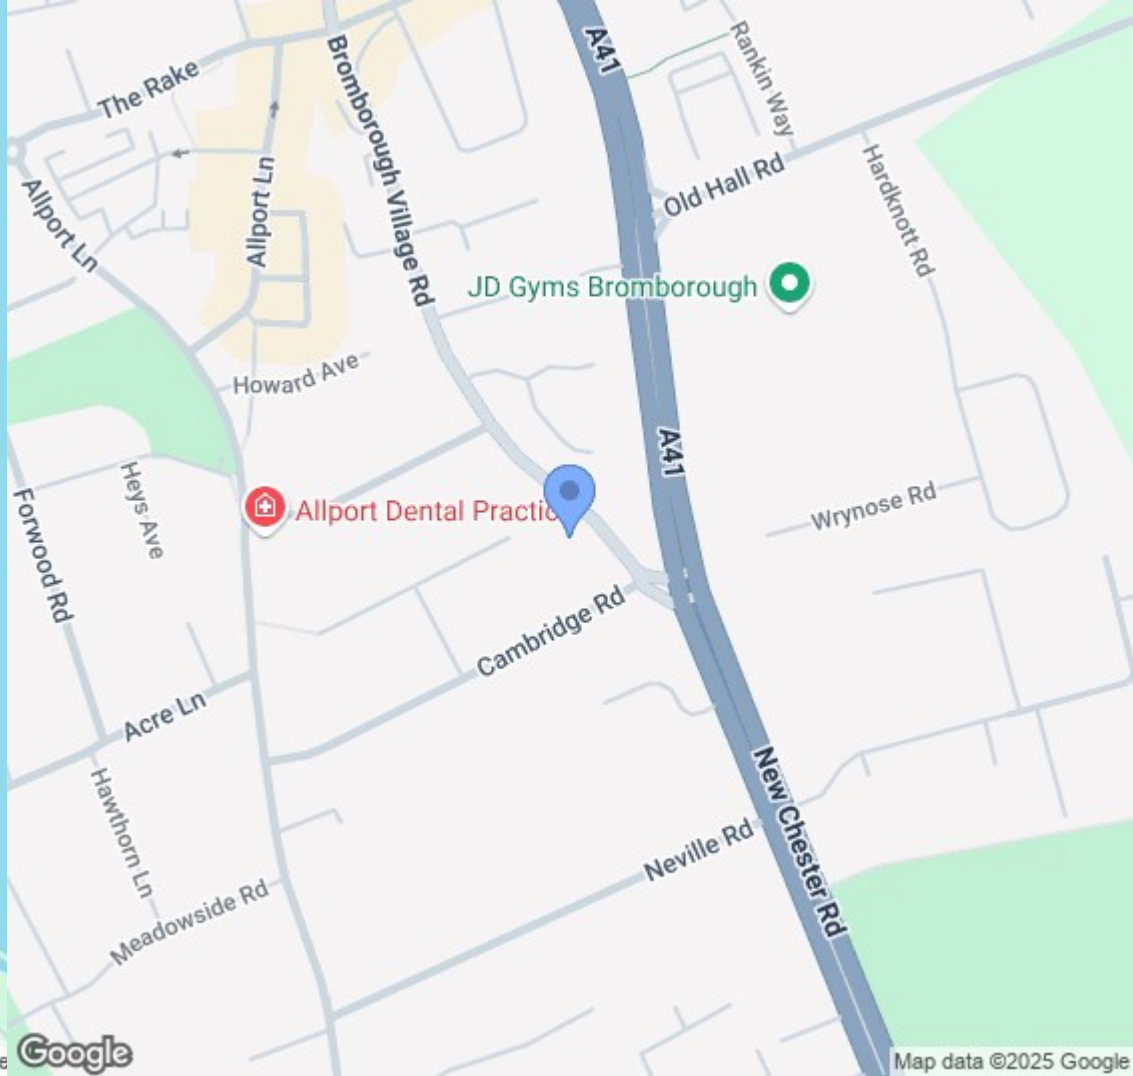 A41
Rankin Way
The Rake
Bromborough Village Rd
Old Hall Rd
Hardknott Rd
Allport Ln
Allport Ln
JD Gyms Bromborough
Howard Ave
A41
Heys Ave
Forwood Rd
Allport Dental Practic
Wrynose Rd
Cambridge Rd
Acre Ln
Hawthorn Ln
New Chester Rd
Neville Rd
Meadowside Rd
Google
Map data ©2025 Google